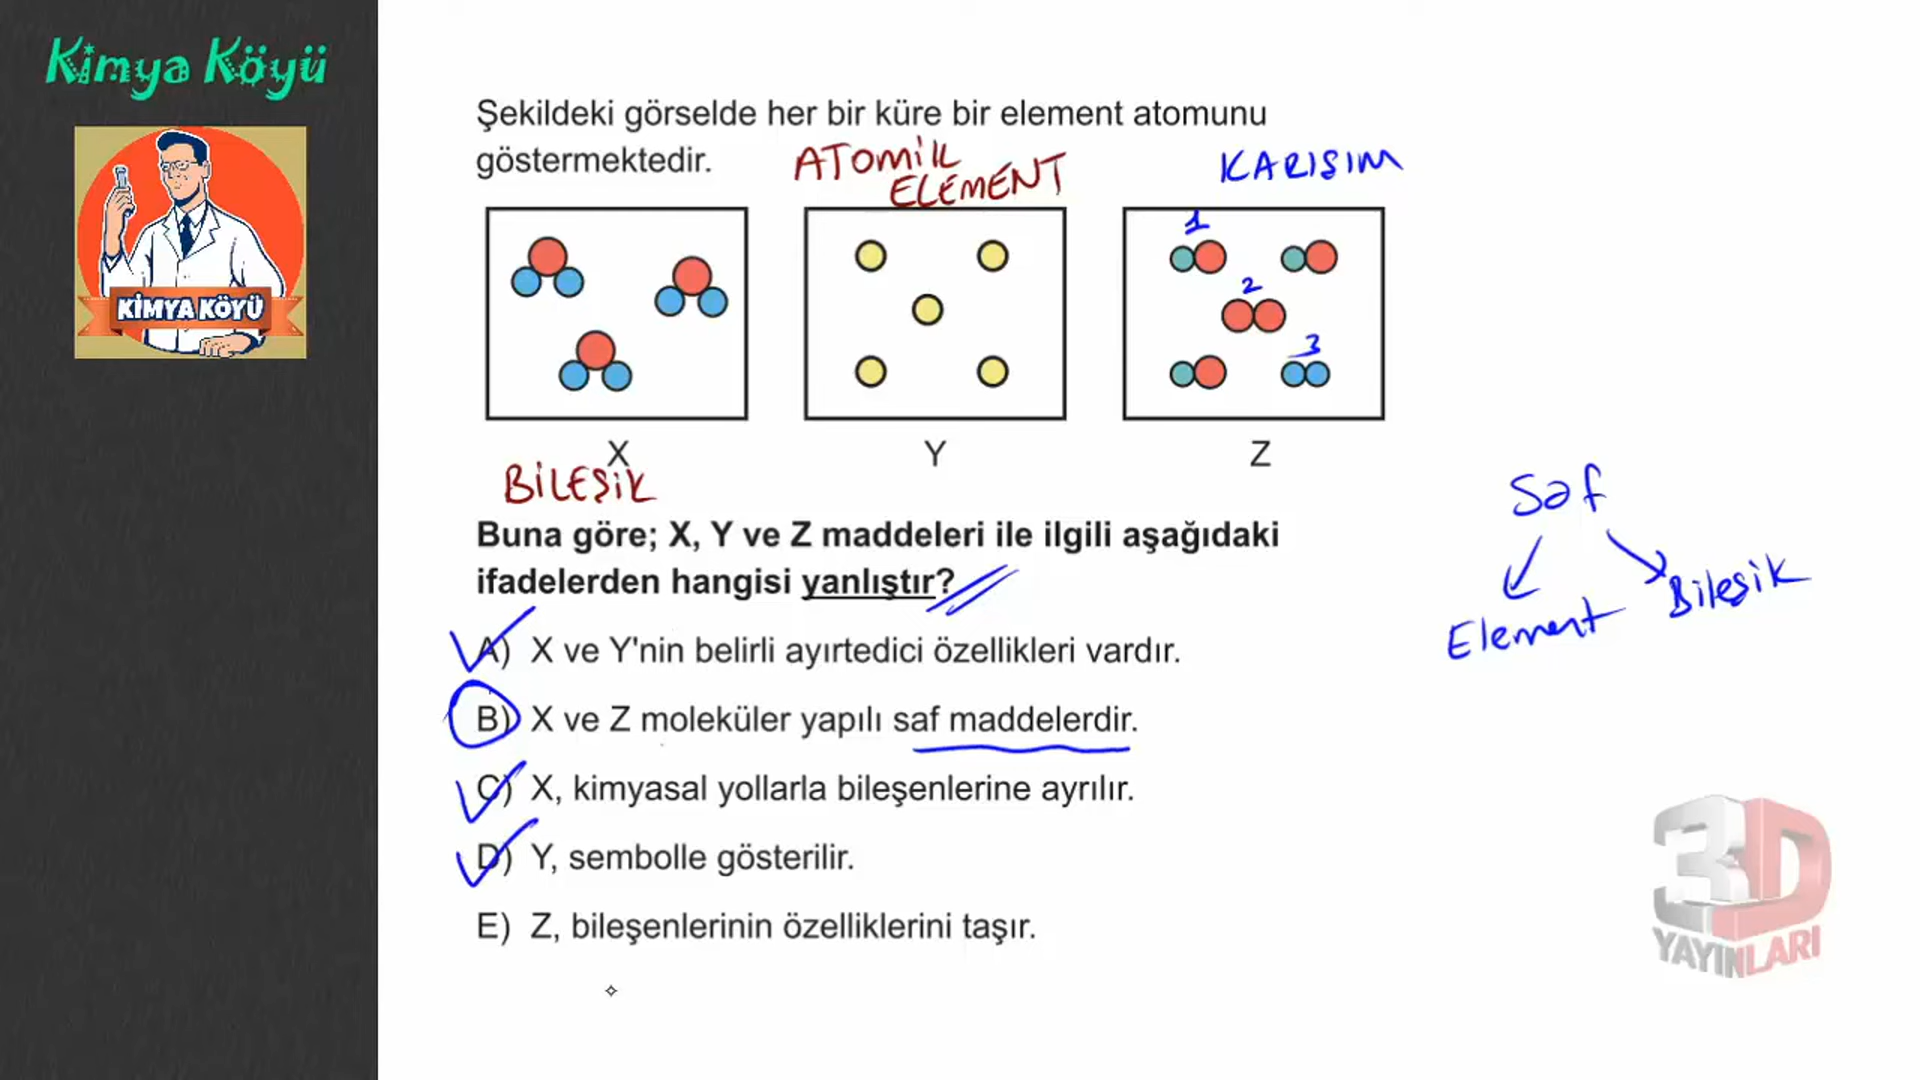 Kimya Köyü
KİMYA KÖYÜ
Şekildeki görselde her bir küre bir element atomunu
göstermektedir.
ATOMİK
ELEMENT
KARIŞIM
1
2
3
X
Y
Z
BİLEŞİK
Saf
Element
Bileşik
Buna göre; X, Y ve Z maddeleri ile ilgili aşağıdaki
ifadelerden hangisi yanlıştır?
A) X ve Y'nin belirli ayırtedici özellikleri vardır.
B) X ve Z moleküler yapılı saf maddelerdir.
C) X, kimyasal yollarla bileşenlerine ayrılır.
D) Y, sembolle gösterilir.
E) Z, bileşenlerinin özelliklerini taşır.
3D
YAYINLARI